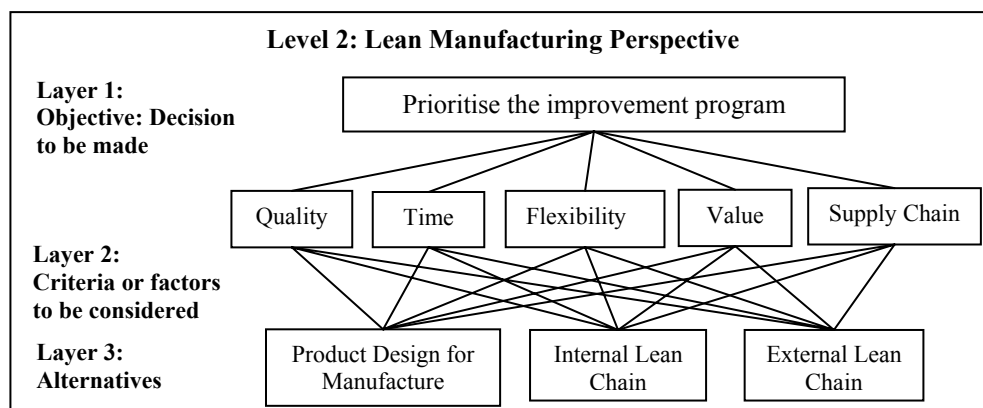 Level 2: Lean Manufacturing Perspective
Layer 1:
Objective: Decision
to be made
Prioritise the improvement program
Quality
Time
Flexibility
Value
Supply Chain
Layer 2:
Criteria or factors
to be considered
Layer 3:
Alternatives
Product Design for
Manufacture
Internal Lean
Chain
External Lean
Chain